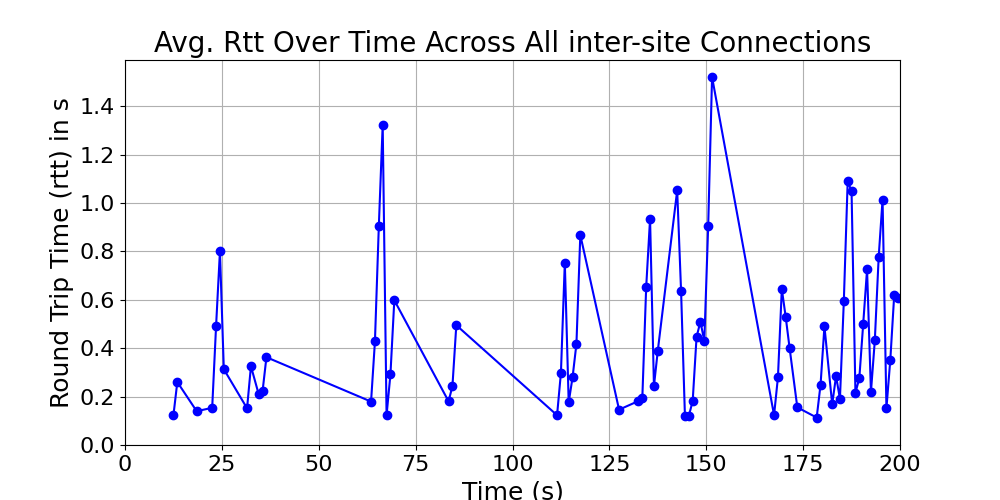 Avg. Rtt Over Time Across All inter-site Connections
Round Trip Time (rtt) in s
1.4
1.2
1.0
0.8
0.6
0.4
0.2
0.0
0 25 50 75 100 125 150 175 200
Time (s)